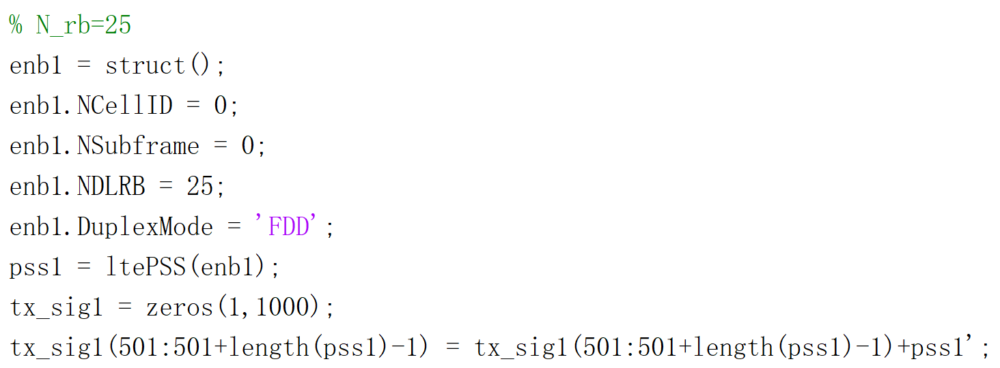 % N_rb=25
enb1 = struct();
enb1.NCellID = 0;
enb1.NSubframe = 0;
enb1.NDLRB = 25;
enb1.DuplexMode = 'FDD';
pss1 = ltePSS(enb1);
tx_sig1 = zeros(1,1000);
tx_sig1(501:501+length(pss1)-1) = tx_sig1(501:501+length(pss1)-1)+pss1';